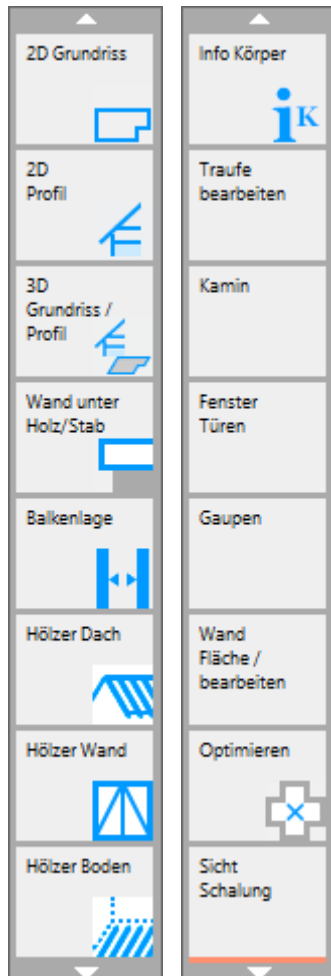 2D Grundriss
2D
Profil
3D
Grundriss /
Profil
Wand unter
Holz/Stab
Balkenlage
Hölzer Dach
Hölzer Wand
Hölzer Boden
Info Körper
iK
Traufe
bearbeiten
Kamin
Fenster
Türen
Gaupen
Wand
Fläche /
bearbeiten
Optimieren
Sicht
Schalung